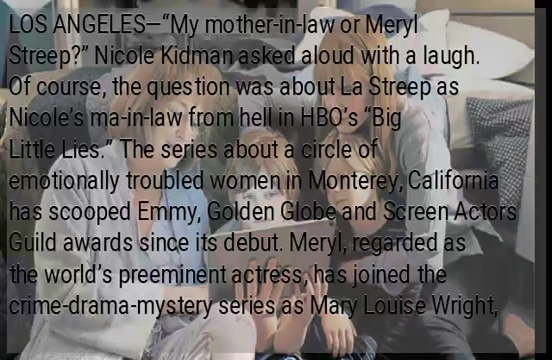 LOS ANGELES—“My mother-in-law or Meryl
Streep?” Nicole Kidman asked aloud with a laugh.
Of course, the question was about La Streep as
Nicole’s ma-in-law from hell in HBO’s “Big
Little Lies.” The series about a circle of
emotionally troubled women in Monterey, California
has scooped Emmy, Golden Globe and Screen Actors
Guild awards since its debut. Meryl, regarded as
the world’s preeminent actress, has joined the
crime-drama-mystery series as Mary Louise Wright,